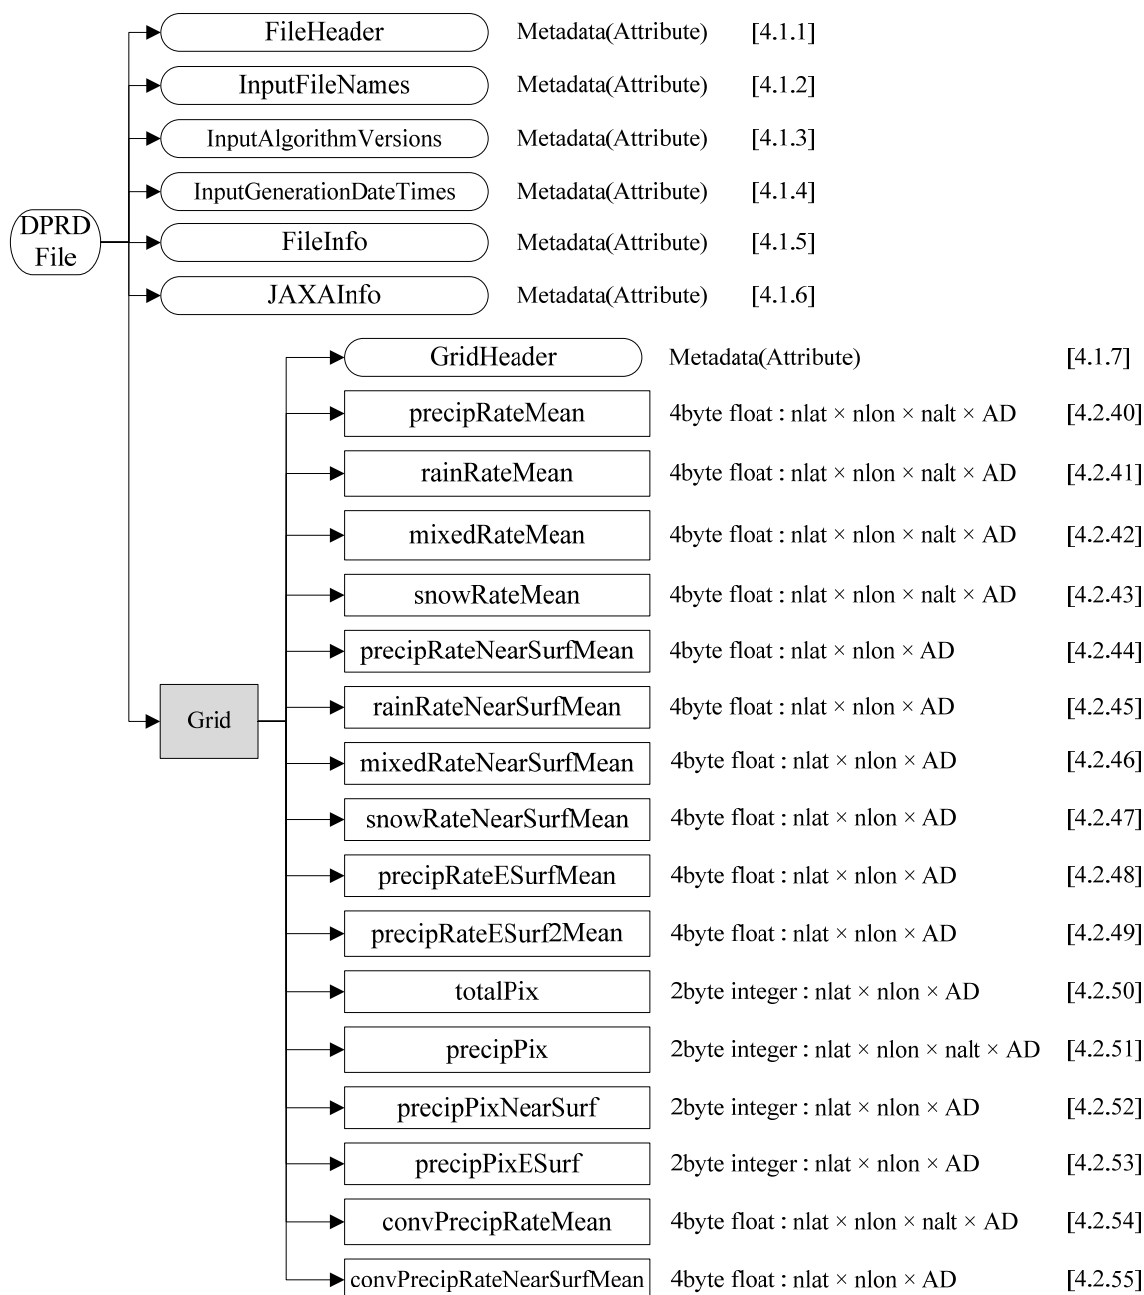 FileHeader Metadata(Attribute) [4.1.1]
InputFileNames Metadata(Attribute) [4.1.2]
InputAlgorithmVersions Metadata(Attribute) [4.1.3]
InputGenerationDateTimes Metadata(Attribute) [4.1.4]
DPRD
File
FileInfo Metadata(Attribute) [4.1.5]
JAXAInfo Metadata(Attribute) [4.1.6]
GridHeader Metadata(Attribute) [4.1.7]
precipRateMean 4byte float : nlat × nlon × nalt × AD [4.2.40]
rainRateMean 4byte float : nlat × nlon × nalt × AD [4.2.41]
mixedRateMean 4byte float : nlat × nlon × nalt × AD [4.2.42]
snowRateMean 4byte float : nlat × nlon × nalt × AD [4.2.43]
precipRateNearSurfMean 4byte float : nlat × nlon × AD [4.2.44]
Grid
rainRateNearSurfMean 4byte float : nlat × nlon × AD [4.2.45]
mixedRateNearSurfMean 4byte float : nlat × nlon × AD [4.2.46]
snowRateNearSurfMean 4byte float : nlat × nlon × AD [4.2.47]
precipRateESurfMean 4byte float : nlat × nlon × AD [4.2.48]
precipRateESurf2Mean 4byte float : nlat × nlon × AD [4.2.49]
totalPix 2byte integer : nlat × nlon × AD [4.2.50]
precipPix 2byte integer : nlat × nlon × nalt × AD [4.2.51]
precipPixNearSurf 2byte integer : nlat × nlon × AD [4.2.52]
precipPixESurf 2byte integer : nlat × nlon × AD [4.2.53]
convPrecipRateMean 4byte float : nlat × nlon × nalt × AD [4.2.54]
convPrecipRateNearSurfMean 4byte float : nlat × nlon × AD [4.2.55]